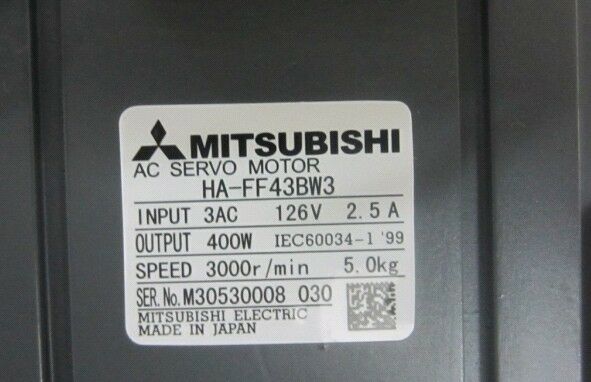 MITSUBISHI
AC SERVO MOTOR
HA-FF43BW3
INPUT 3AC 126V 2.5A
OUTPUT 400W IEC60034-1 '99
SPEED 3000r/min 5.0kg
SER.No.M30530008 030
MITSUBISHI ELECTRIC
MADE IN JAPAN